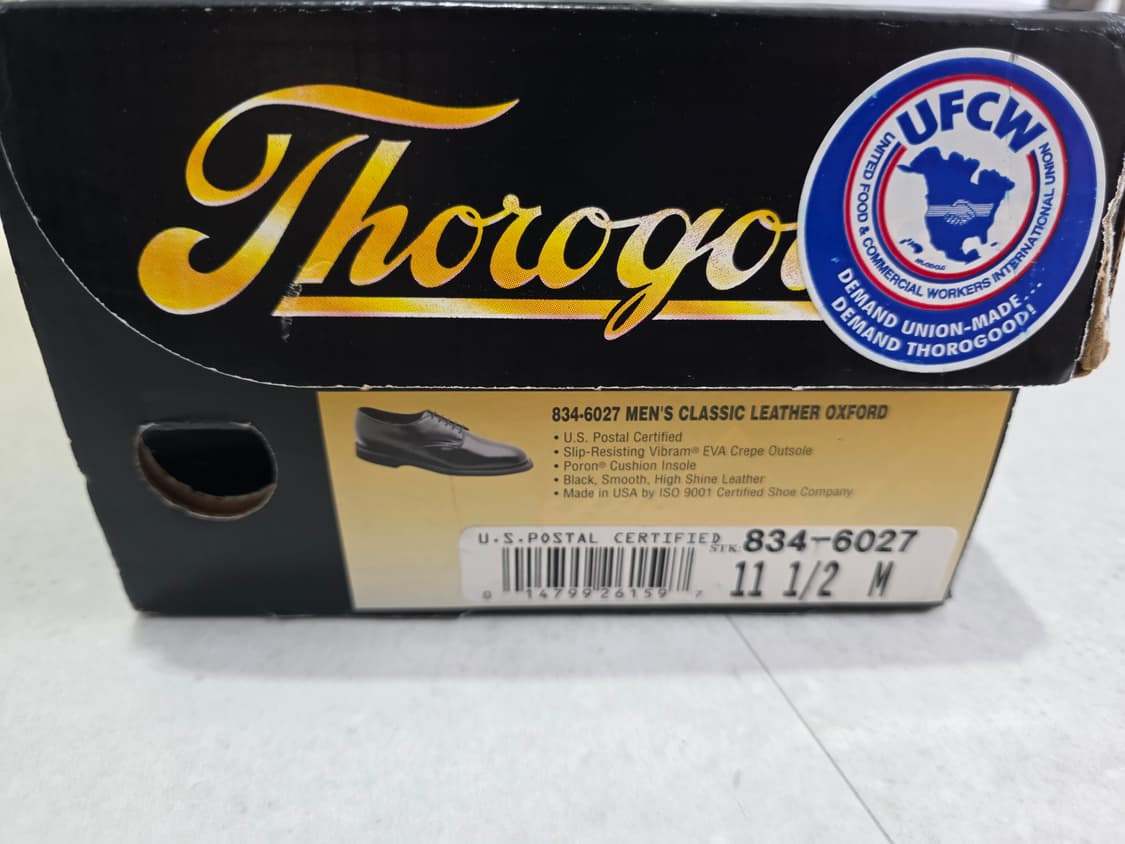 Thorogo
UFCW
UNITED FOOD & COMMERCIAL WORKERS INTERNATIONAL UNION
DEMAND UNION-MADE...
DEMAND THOROGOOD!
834-6027 MEN'S CLASSIC LEATHER OXFORD
• U.S. Postal Certified
• Slip-Resisting Vibram® EVA Crepe Outsole
• Poron® Cushion Insole
• Black, Smooth, High Shine Leather
• Made in USA by ISO 9001 Certified Shoe Company
U.S.POSTAL CERTIFIED
STK: 834-6027
0 14799 26159 7
11 1/2 M